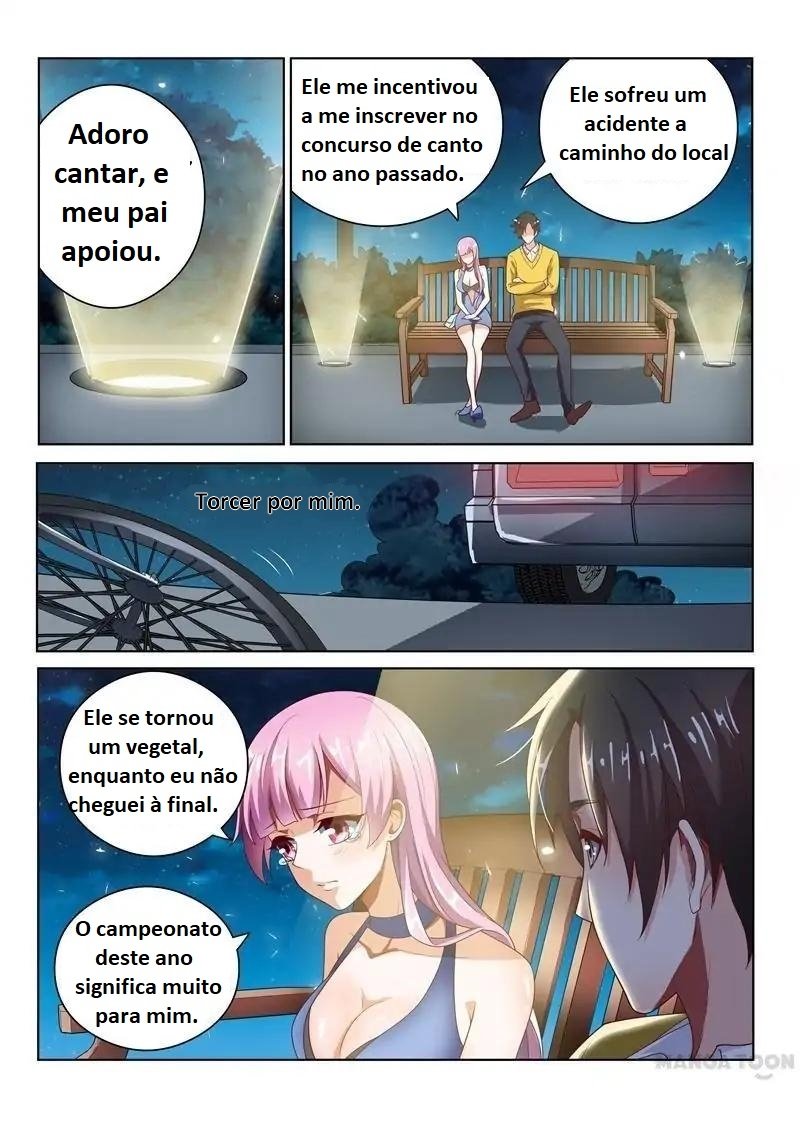 Adoro
cantar, e
meu pai
apoiou.
Ele me incentivou
a me inscrever no
concurso de canto
no ano passado.
Ele sofreu um
acidente a
caminho do local
Torcer por mim.
Ele se tornou
um vegetal,
enquanto eu não
cheguei à final.
O campeonato
deste ano
significa muito
para mim.
MANGA TOON